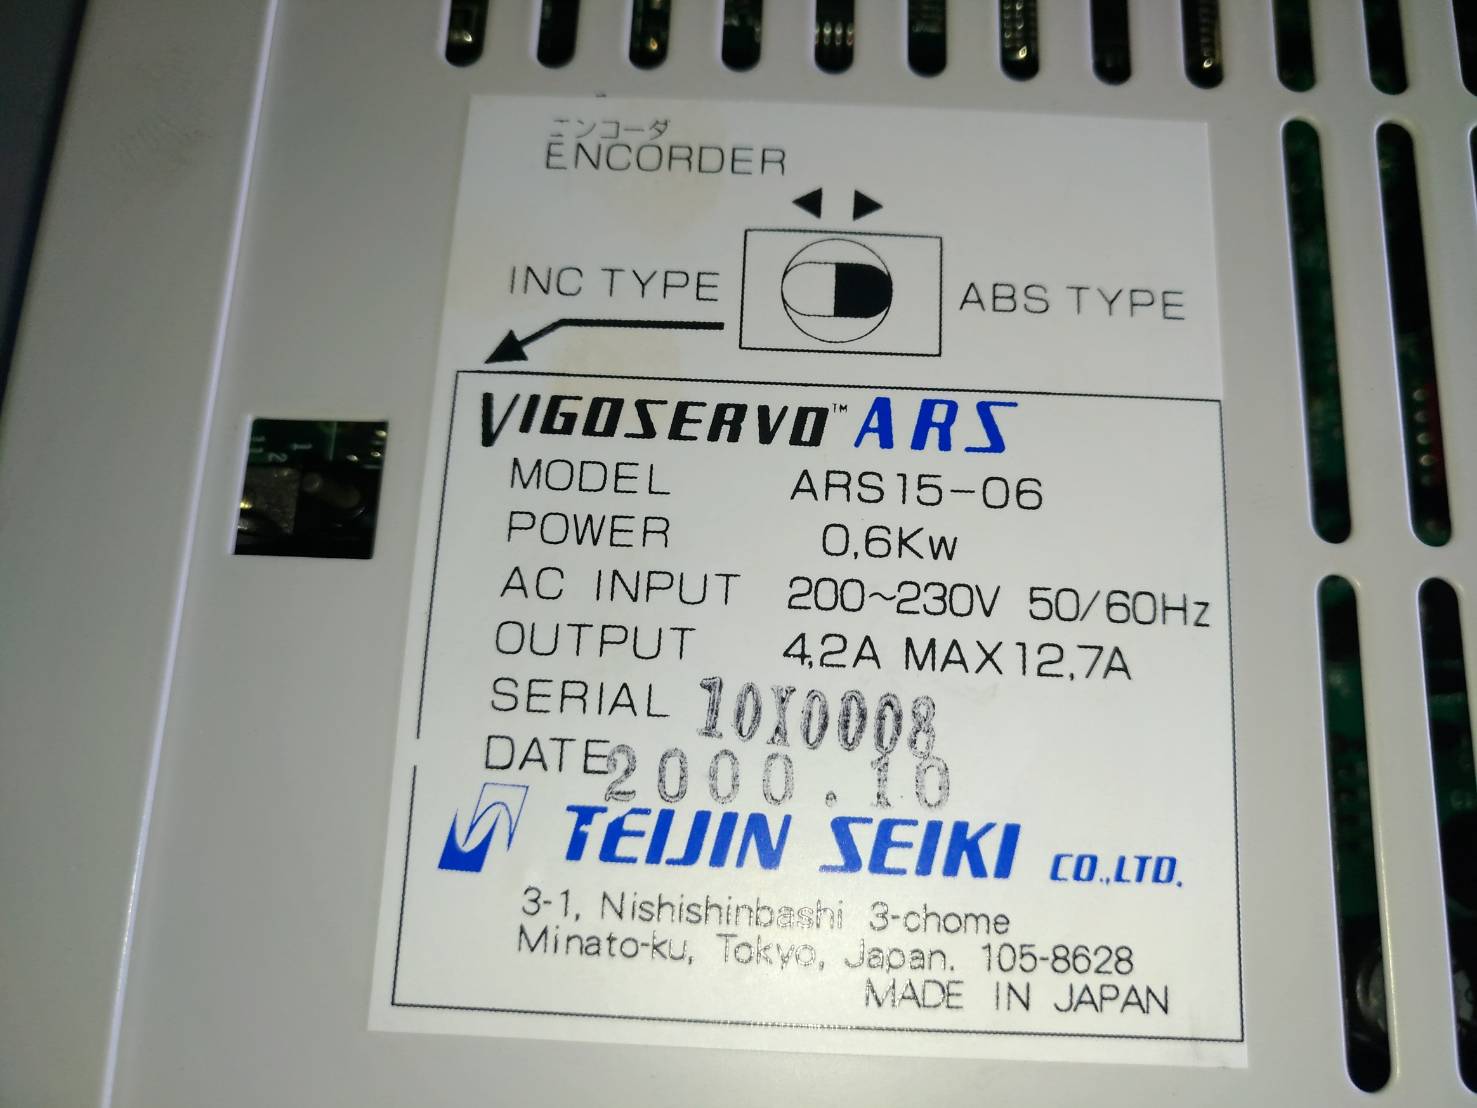 エンコーダ
ENCORDER
INC TYPE
ABS TYPE
VIGOSERVO™ ARS
MODEL ARS15-06
POWER 0,6Kw
AC INPUT 200~230V 50/60Hz
OUTPUT 4,2A MAX12,7A
SERIAL 10X0008
DATE 2000.10
TEIJIN SEIKI CO.,LTD.
3-1, Nishishinbashi 3-chome
Minato-ku, Tokyo, Japan. 105-8628
MADE IN JAPAN